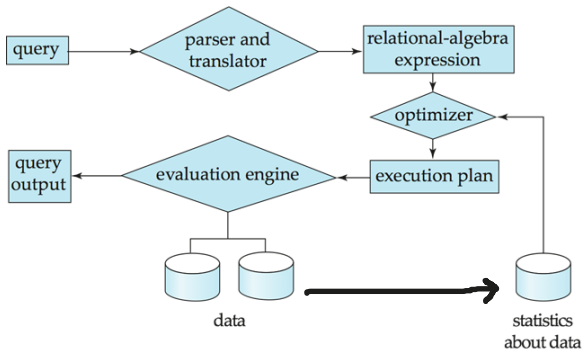 query
parser and
translator
relational-algebra
expression
optimizer
query
output
evaluation engine
execution plan
data
statistics
about data